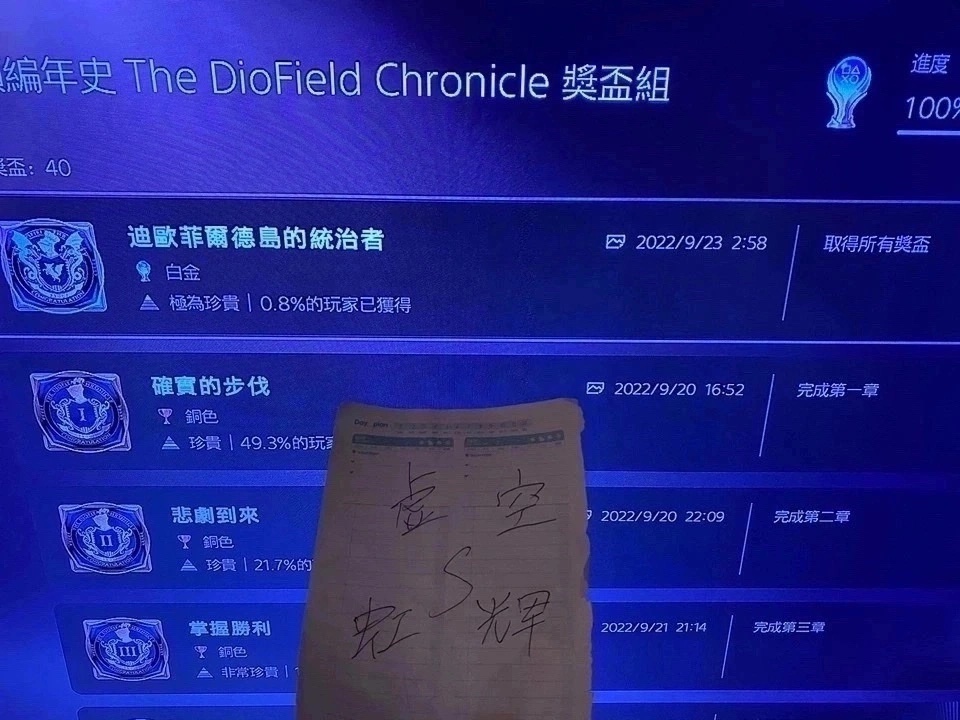 編年史 The DioField Chronicle 獎盃組
進度
100%
獎盃: 40
迪歐菲爾德島的統治者
2022/9/23 2:58
取得所有獎盃
白金
極為珍貴 | 0.8%的玩家已獲得
確實的步伐
2022/9/20 16:52
完成第一章
銅色
珍貴 | 49.3%的玩家
悲劇到來
2022/9/20 22:09
完成第二章
銅色
珍貴 | 21.7%的
掌握勝利
2022/9/21 21:14
完成第三章
銅色
非常珍貴 |
Day plan
虛空
S
虹輝